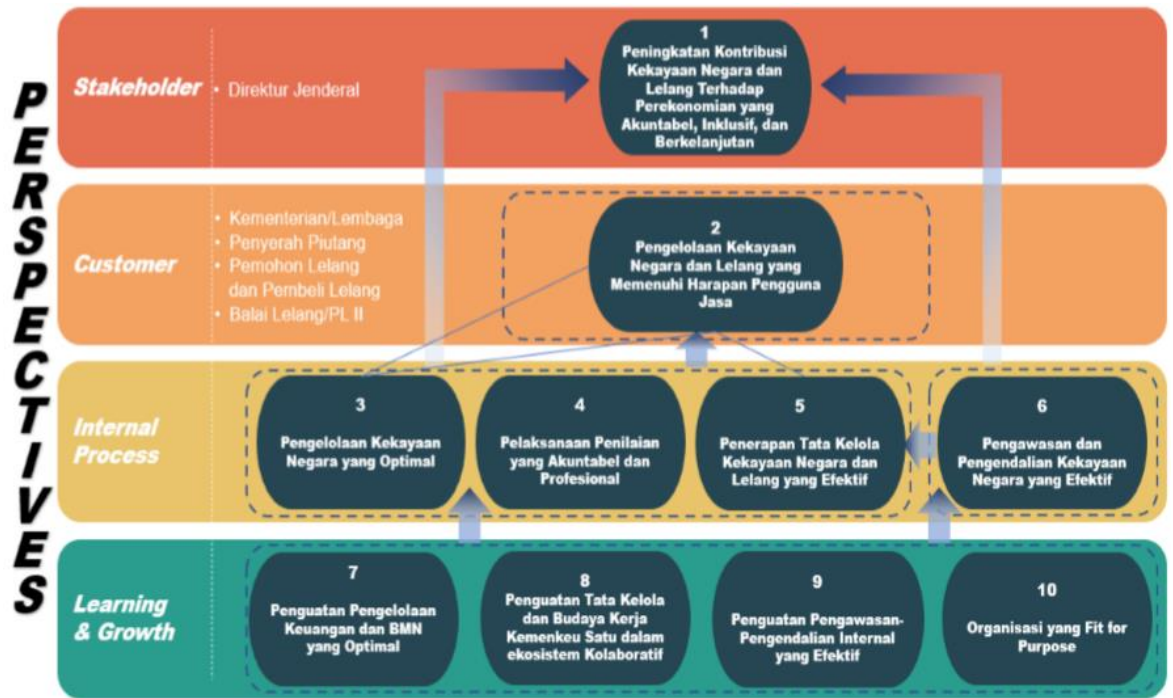 PERSPECTIVES
Stakeholder
• Direktur Jenderal
1
Peningkatan Kontribusi
Kekayaan Negara dan
Lelang Terhadap
Perekonomian yang
Akuntabel, Inklusif, dan
Berkelanjutan
Customer
• Kementerian/Lembaga
• Penyerah Piutang
• Pemohon Lelang
dan Pembeli Lelang
• Balai Lelang/PL II
2
Pengelolaan Kekayaan
Negara dan Lelang yang
Memenuhi Harapan Pengguna
Jasa
Internal
Process
3
Pengelolaan Kekayaan
Negara yang Optimal
4
Pelaksanaan Penilaian
yang Akuntabel dan
Profesional
5
Penerapan Tata Kelola
Kekayaan Negara dan
Lelang yang Efektif
6
Pengawasan dan
Pengendalian Kekayaan
Negara yang Efektif
Learning
& Growth
7
Penguatan Pengelolaan
Keuangan dan BMN
yang Optimal
8
Penguatan Tata Kelola
dan Budaya Kerja
Kemenkeu Satu dalam
ekosistem Kolaboratif
9
Penguatan Pengawasan-
Pengendalian Internal
yang Efektif
10
Organisasi yang Fit for
Purpose